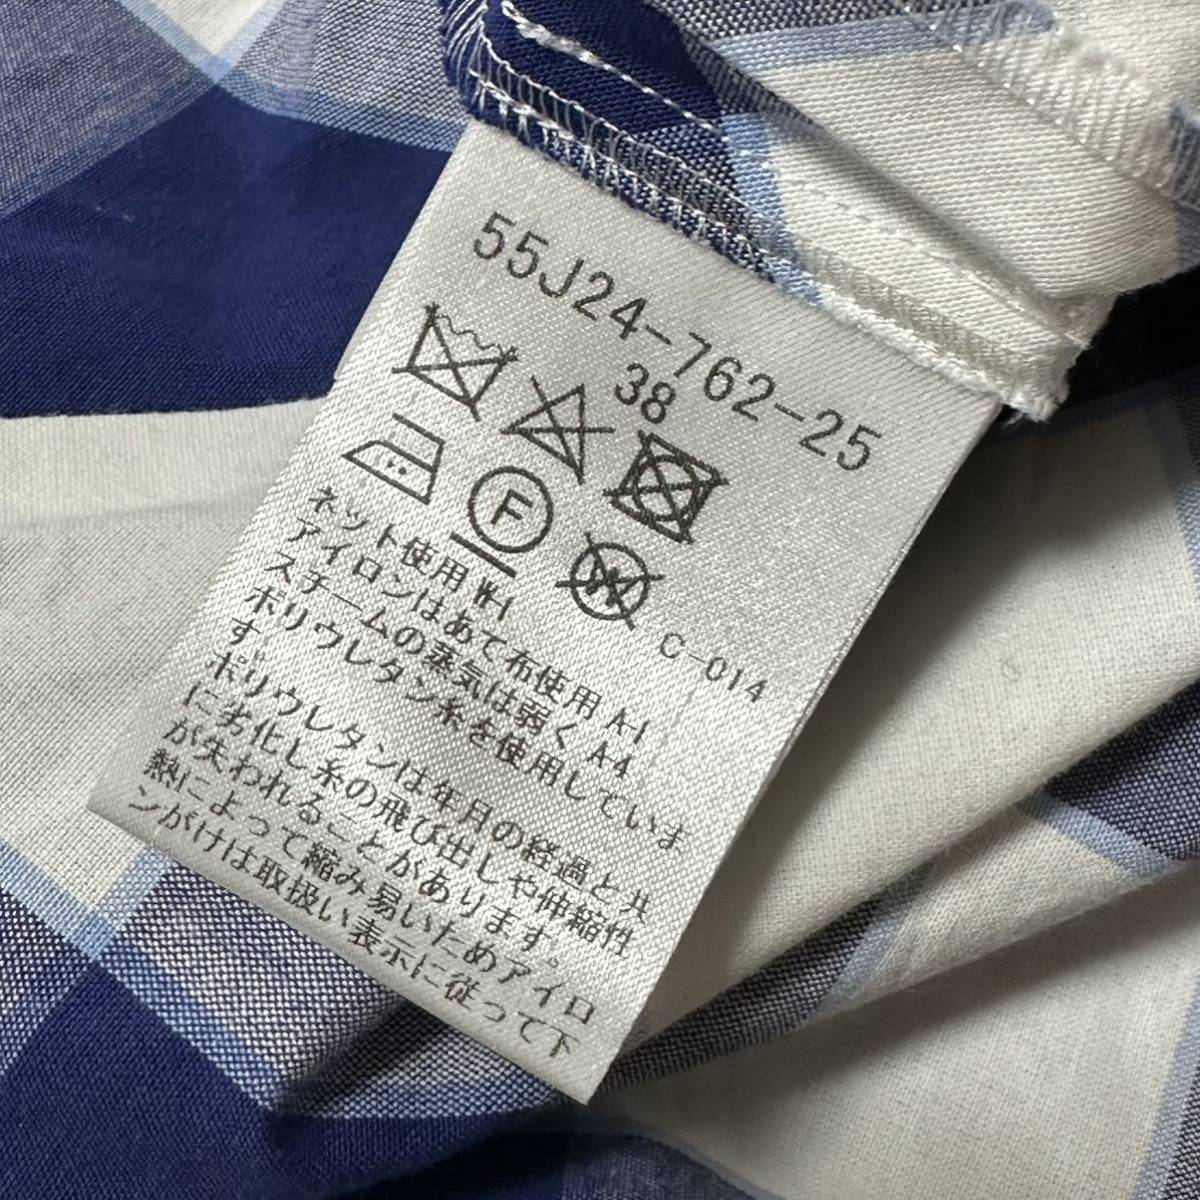 55J24-762-25
38
F
W
C-014
ネット使用 W-1
アイロンはあて布使用 A-1
スチームの蒸気は弱く A-4
ポリウレタン糸を使用していま
す。
ポリウレタンは年月の経過と共
に劣化し糸の飛び出しや伸縮性
が失われることがあります。
熱によって縮み易いためアイロ
ンがけは取扱い表示に従って下